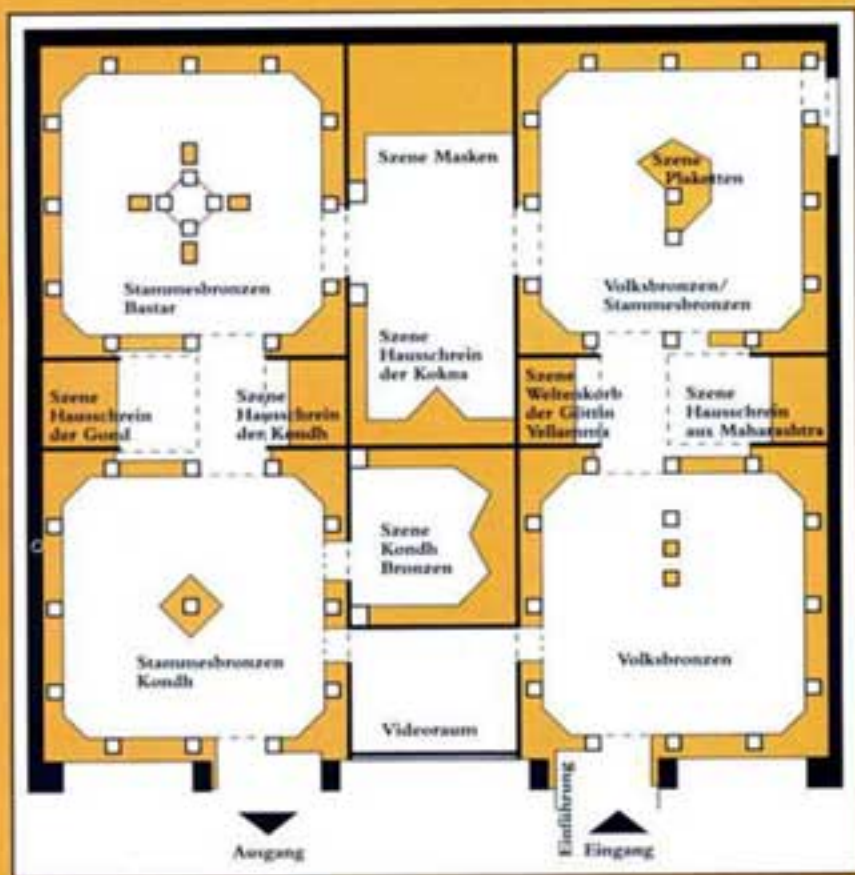 Szene Masken
Szene
Plaketten
Stammesbronzen
Bastar
Volksbronzen/
Stammesbronzen
Szene
Hausschrein
der Gond
Szene
Hausschrein
der Kondh
Szene
Hausschrein
der Kokna
Szene
Weltenkorb
der Göttin
Yellamma
Szene
Hausschrein
aus Maharashtra
Szene
Kondh
Bronzen
Stammesbronzen
Kondh
Volksbronzen
Videoraum
Einführung
Ausgang
Eingang